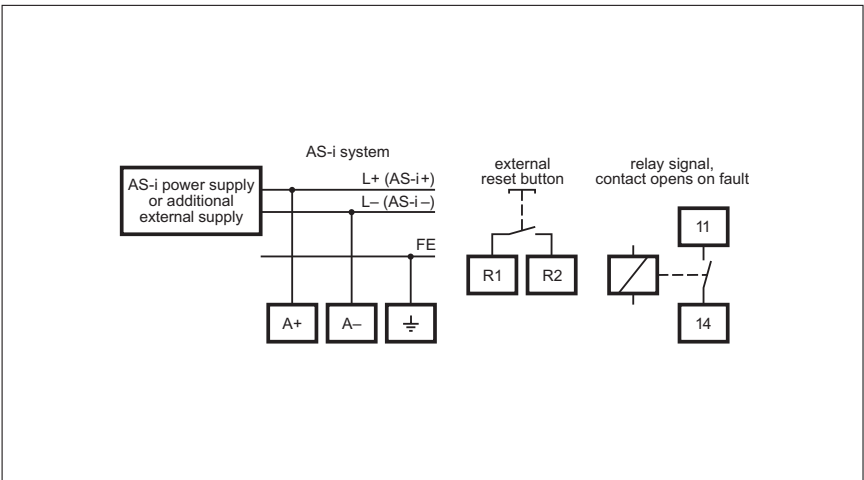 AS-i system
AS-i power supply
or additional
external supply
L+ (AS-i+)
L– (AS-i –)
FE
A+
A–
external
reset button
R1
R2
relay signal,
contact opens on fault
11
14